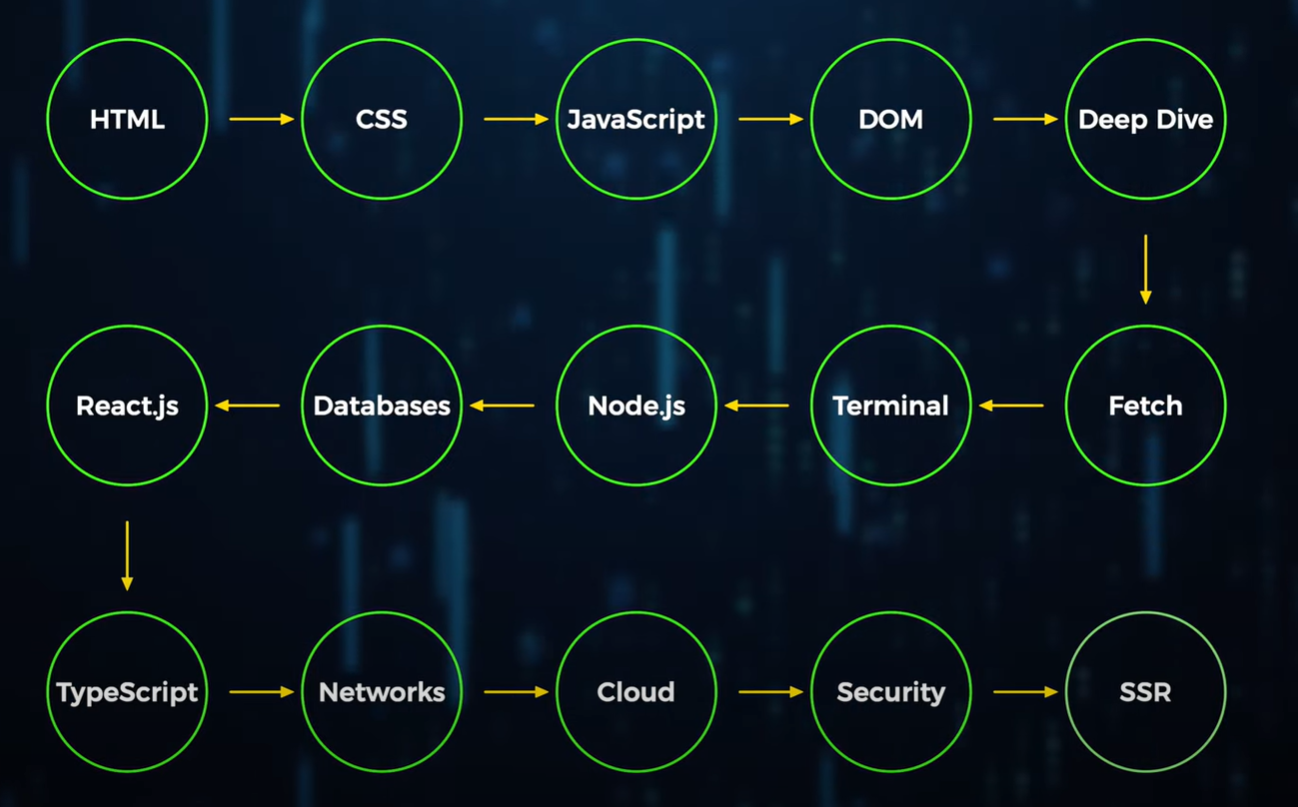 HTML
CSS
JavaScript
DOM
Deep Dive
React.js
Databases
Node.js
Terminal
Fetch
TypeScript
Networks
Cloud
Security
SSR